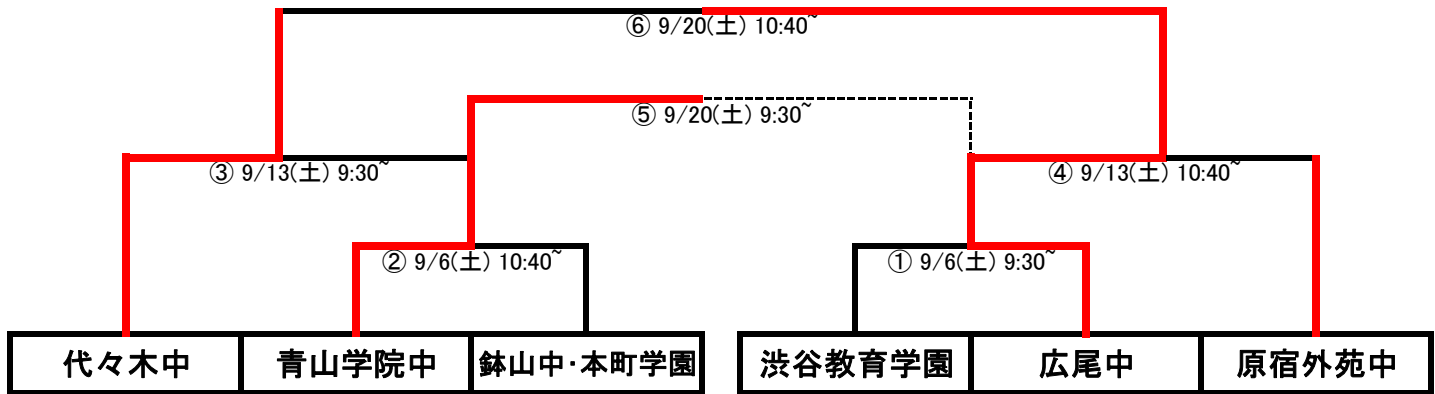 ⑥ 9/20(土) 10:40~
⑤ 9/20(土) 9:30~
③ 9/13(土) 9:30~
④ 9/13(土) 10:40~
② 9/6(土) 10:40~
① 9/6(土) 9:30~
代々木中
青山学院中
鉢山中・本町学園
渋谷教育学園
広尾中
原宿外苑中